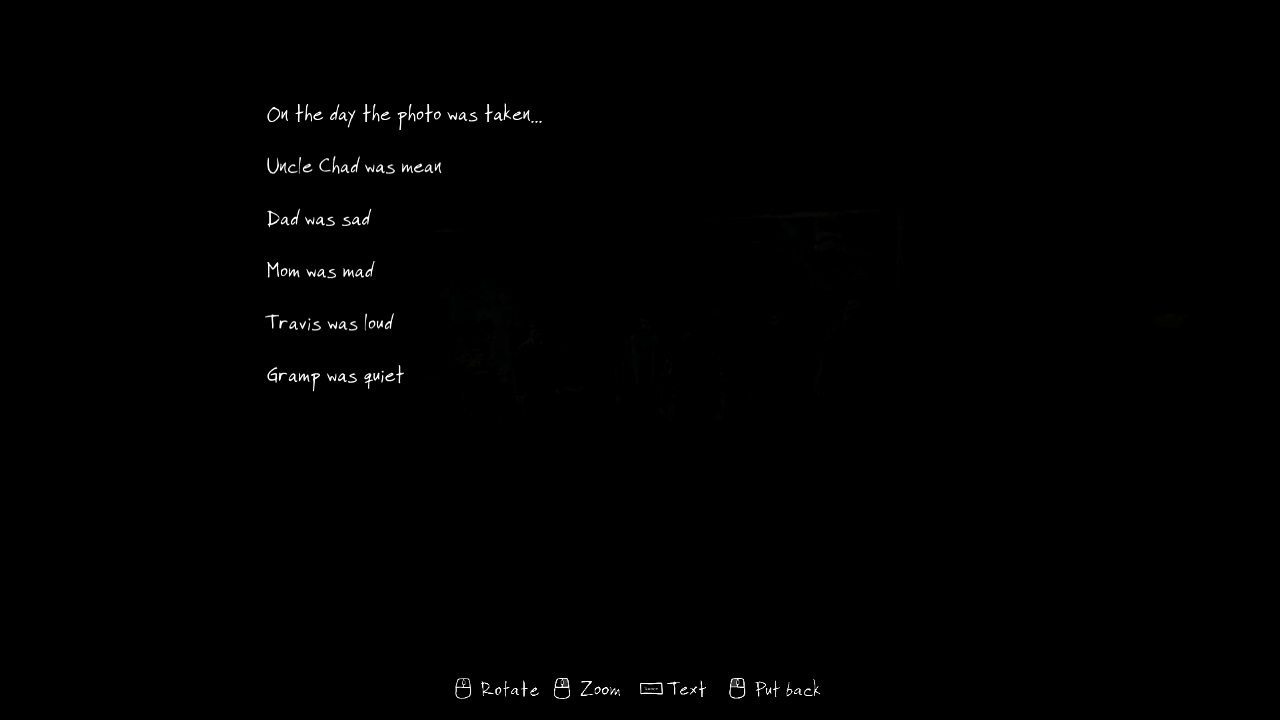 On the day the photo was taken...
Uncle Chad was mean
Dad was sad
Mom was mad
Travis was loud
Gramp was quiet
Rotate Zoom Text Put back